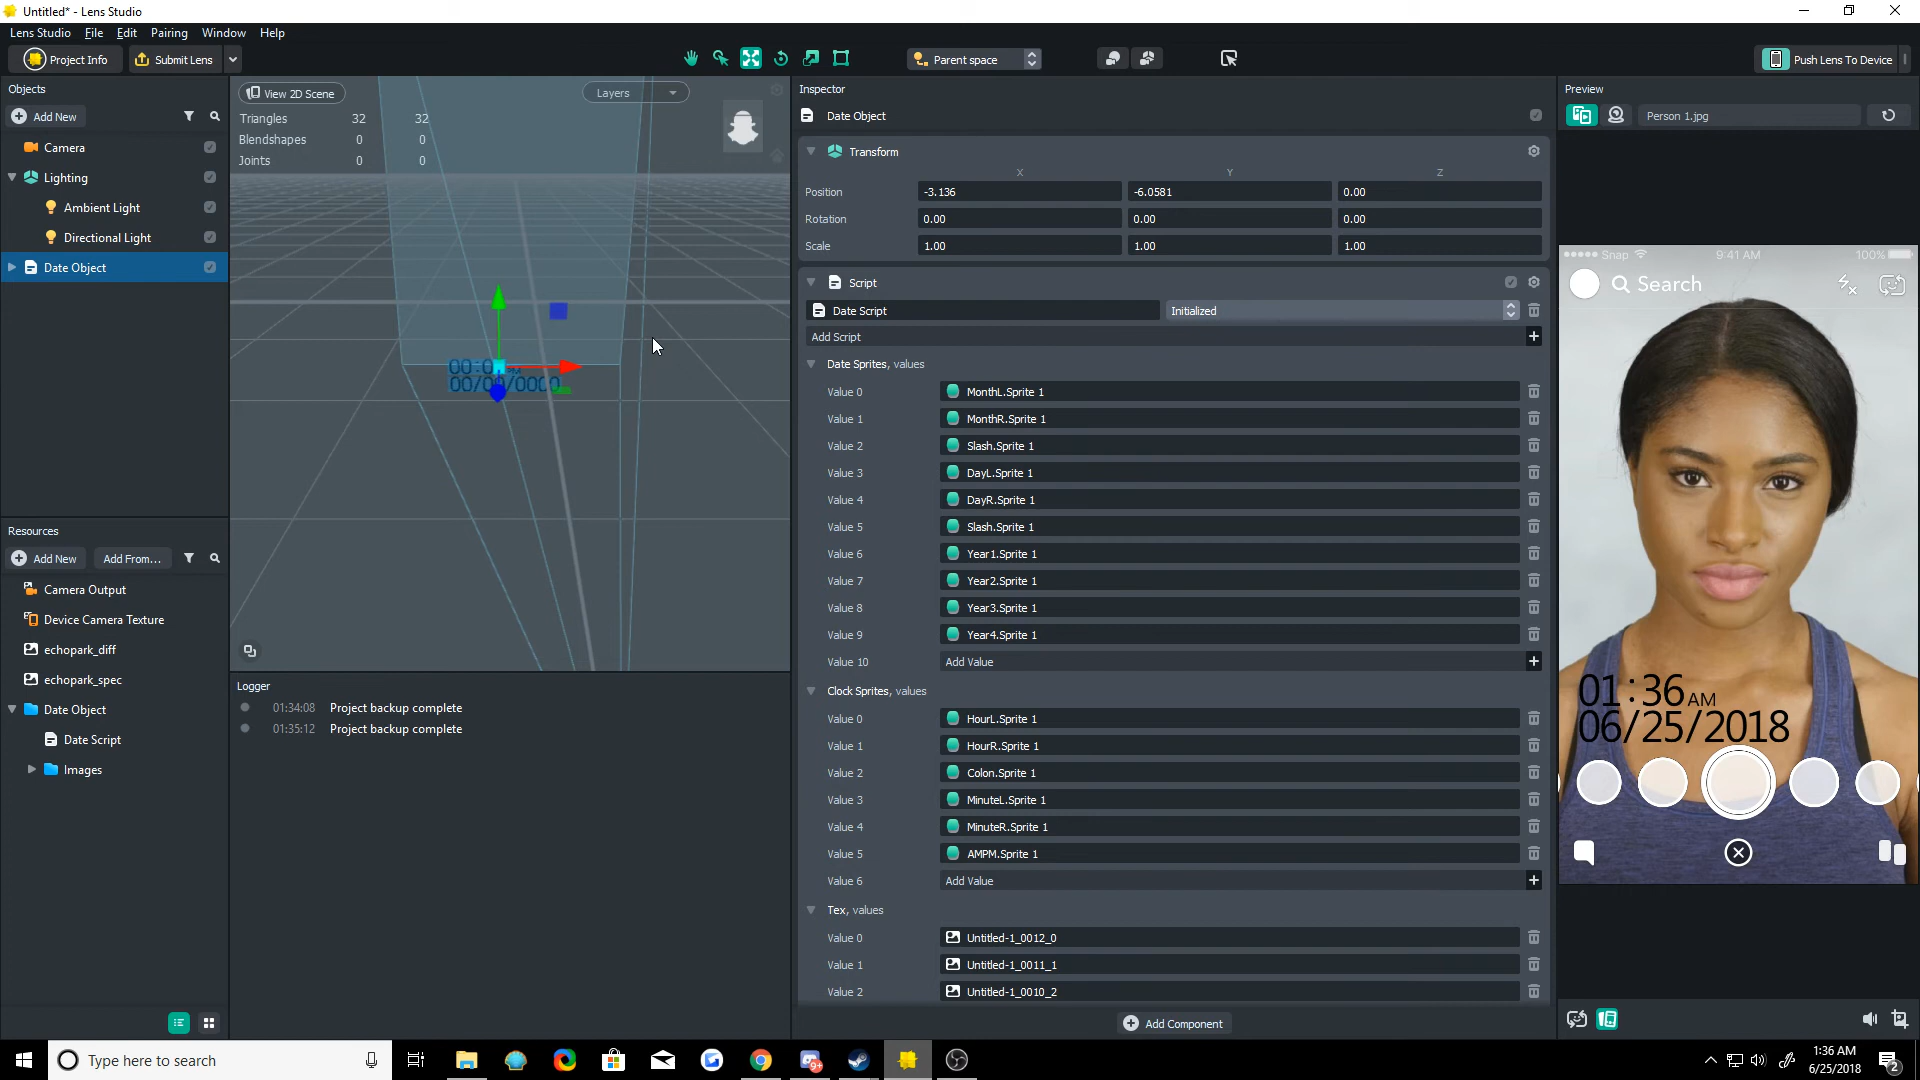 Untitled* - Lens Studio
Lens Studio File Edit Pairing Window Help
Project Info Submit Lens Parent space Push Lens To Device
Objects
Add New
Camera
Lighting
Ambient Light
Directional Light
Date Object
Resources
Add New Add From...
Camera Output
Device Camera Texture
echopark_diff
echopark_spec
Date Object
Date Script
Images
View 2D Scene Layers
Triangles 32 32
Blendshapes 0 0
Joints 0 0
00/00/0000
Logger
01:34:08 Project backup complete
01:35:12 Project backup complete
Inspector
Date Object
Transform
X Y Z
Position -3.136 -6.0581 0.00
Rotation 0.00 0.00 0.00
Scale 1.00 1.00 1.00
Script
Date Script Initialized
Add Script
Date Sprites, values
Value 0 MonthL.Sprite 1
Value 1 MonthR.Sprite 1
Value 2 Slash.Sprite 1
Value 3 DayL.Sprite 1
Value 4 DayR.Sprite 1
Value 5 Slash.Sprite 1
Value 6 Year1.Sprite 1
Value 7 Year2.Sprite 1
Value 8 Year3.Sprite 1
Value 9 Year4.Sprite 1
Value 10 Add Value
Clock Sprites, values
Value 0 HourL.Sprite 1
Value 1 HourR.Sprite 1
Value 2 Colon.Sprite 1
Value 3 MinuteL.Sprite 1
Value 4 MinuteR.Sprite 1
Value 5 AMPM.Sprite 1
Value 6 Add Value
Tex, values
Value 0 Untitled-1_0012_0
Value 1 Untitled-1_0011_1
Value 2 Untitled-1_0010_2
Add Component
Preview
Person 1.jpg
Snap 9:41 AM 100%
Search
01:36 AM
06/25/2018
Type here to search
9+
1:36 AM
6/25/2018
2